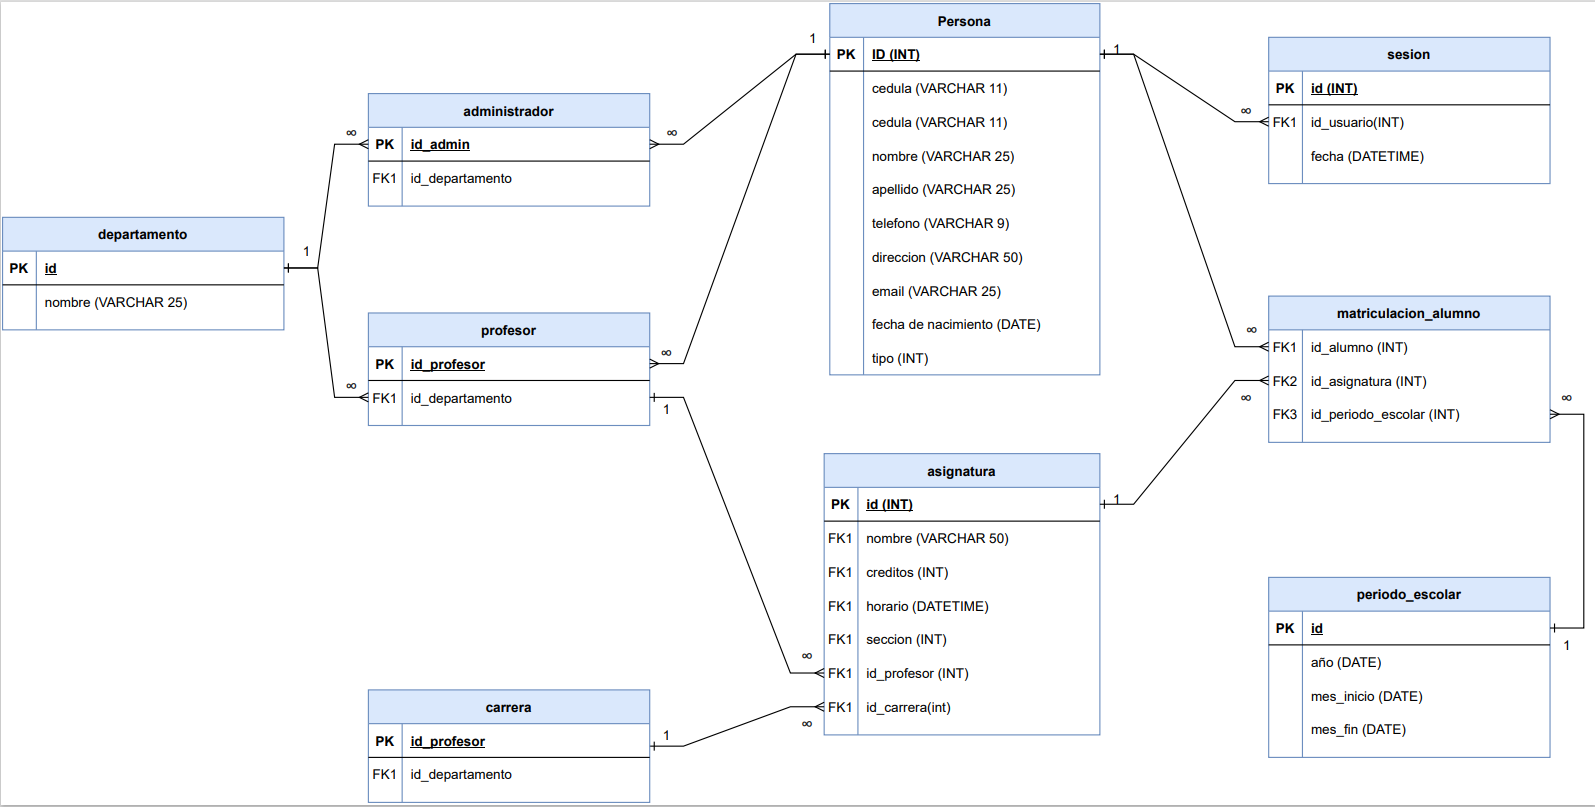 departamento
PK id
nombre (VARCHAR 25)
1
∞
∞
administrador
PK id_admin
FK1 id_departamento
∞
profesor
PK id_profesor
FK1 id_departamento
∞
1
carrera
PK id_profesor
FK1 id_departamento
1
1
Persona
PK ID (INT)
cedula (VARCHAR 11)
cedula (VARCHAR 11)
nombre (VARCHAR 25)
apellido (VARCHAR 25)
telefono (VARCHAR 9)
direccion (VARCHAR 50)
email (VARCHAR 25)
fecha de nacimiento (DATE)
tipo (INT)
1
asignatura
PK id (INT)
FK1 nombre (VARCHAR 50)
FK1 creditos (INT)
FK1 horario (DATETIME)
FK1 seccion (INT)
FK1 id_profesor (INT)
FK1 id_carrera(int)
∞
∞
1
sesion
PK id (INT)
FK1 id_usuario(INT)
fecha (DATETIME)
∞
matriculacion_alumno
FK1 id_alumno (INT)
FK2 id_asignatura (INT)
FK3 id_periodo_escolar (INT)
∞
∞
∞
periodo_escolar
PK id
año (DATE)
mes_inicio (DATE)
mes_fin (DATE)
1